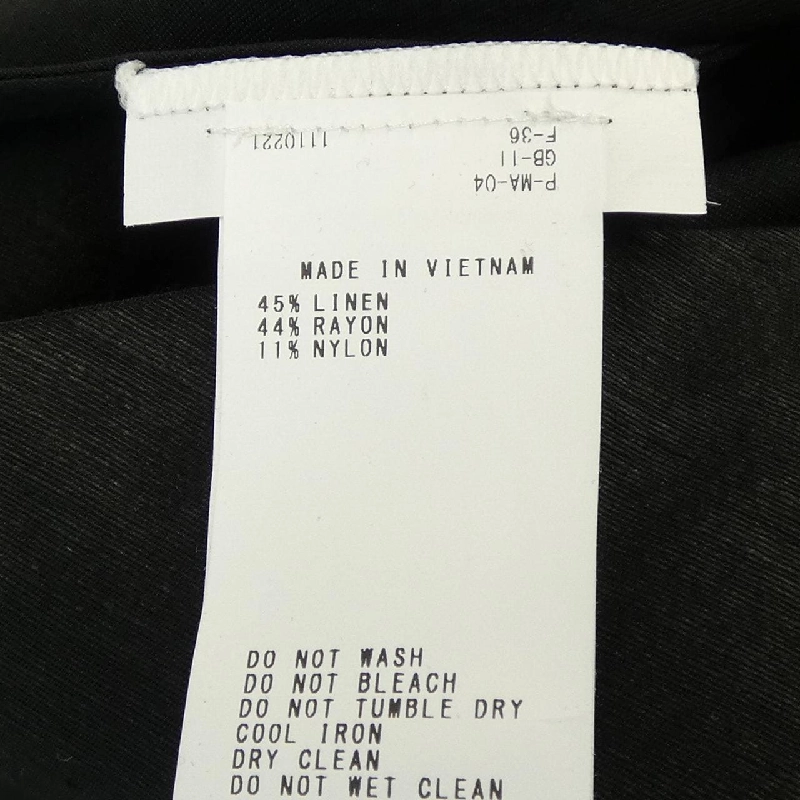 1110221
F-36
GB-11
P-MA-04
MADE IN VIETNAM
45% LINEN
44% RAYON
11% NYLON
DO NOT WASH
DO NOT BLEACH
DO NOT TUMBLE DRY
COOL IRON
DRY CLEAN
DO NOT WET CLEAN